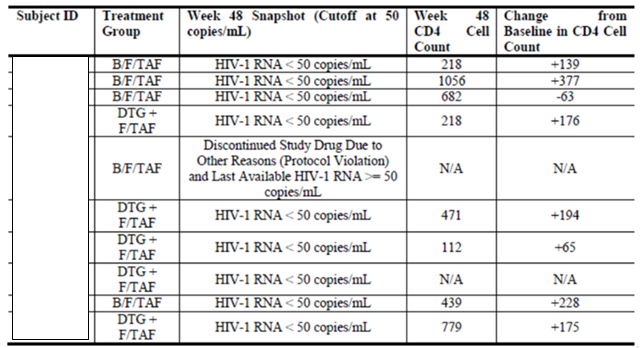 Subject ID Treatment Group Week 48 Snapshot (Cutoff at 50 copies/mL) Week 48 CD4 Cell Count Change from Baseline in CD4 Cell Count
B/F/TAF HIV-1 RNA < 50 copies/mL 218 +139
B/F/TAF HIV-1 RNA < 50 copies/mL 1056 +377
B/F/TAF HIV-1 RNA < 50 copies/mL 682 -63
DTG + F/TAF HIV-1 RNA < 50 copies/mL 218 +176
B/F/TAF Discontinued Study Drug Due to Other Reasons (Protocol Violation) and Last Available HIV-1 RNA >= 50 copies/mL N/A N/A
DTG + F/TAF HIV-1 RNA < 50 copies/mL 471 +194
DTG + F/TAF HIV-1 RNA < 50 copies/mL 112 +65
DTG + F/TAF HIV-1 RNA < 50 copies/mL N/A N/A
B/F/TAF HIV-1 RNA < 50 copies/mL 439 +228
DTG + F/TAF HIV-1 RNA < 50 copies/mL 779 +175